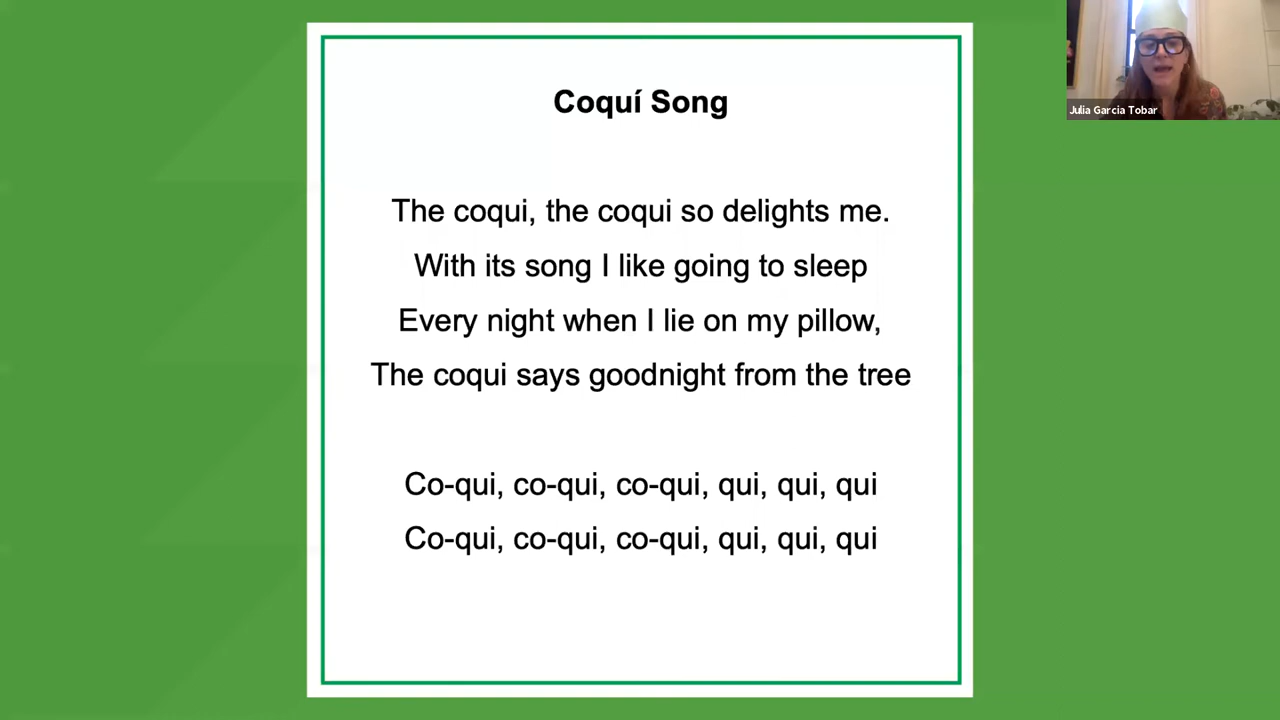 Coquí Song
The coqui, the coqui so delights me.
With its song I like going to sleep
Every night when I lie on my pillow,
The coqui says goodnight from the tree
Co-qui, co-qui, co-qui, qui, qui, qui
Co-qui, co-qui, co-qui, qui, qui, qui
Julia Garcia Tobar